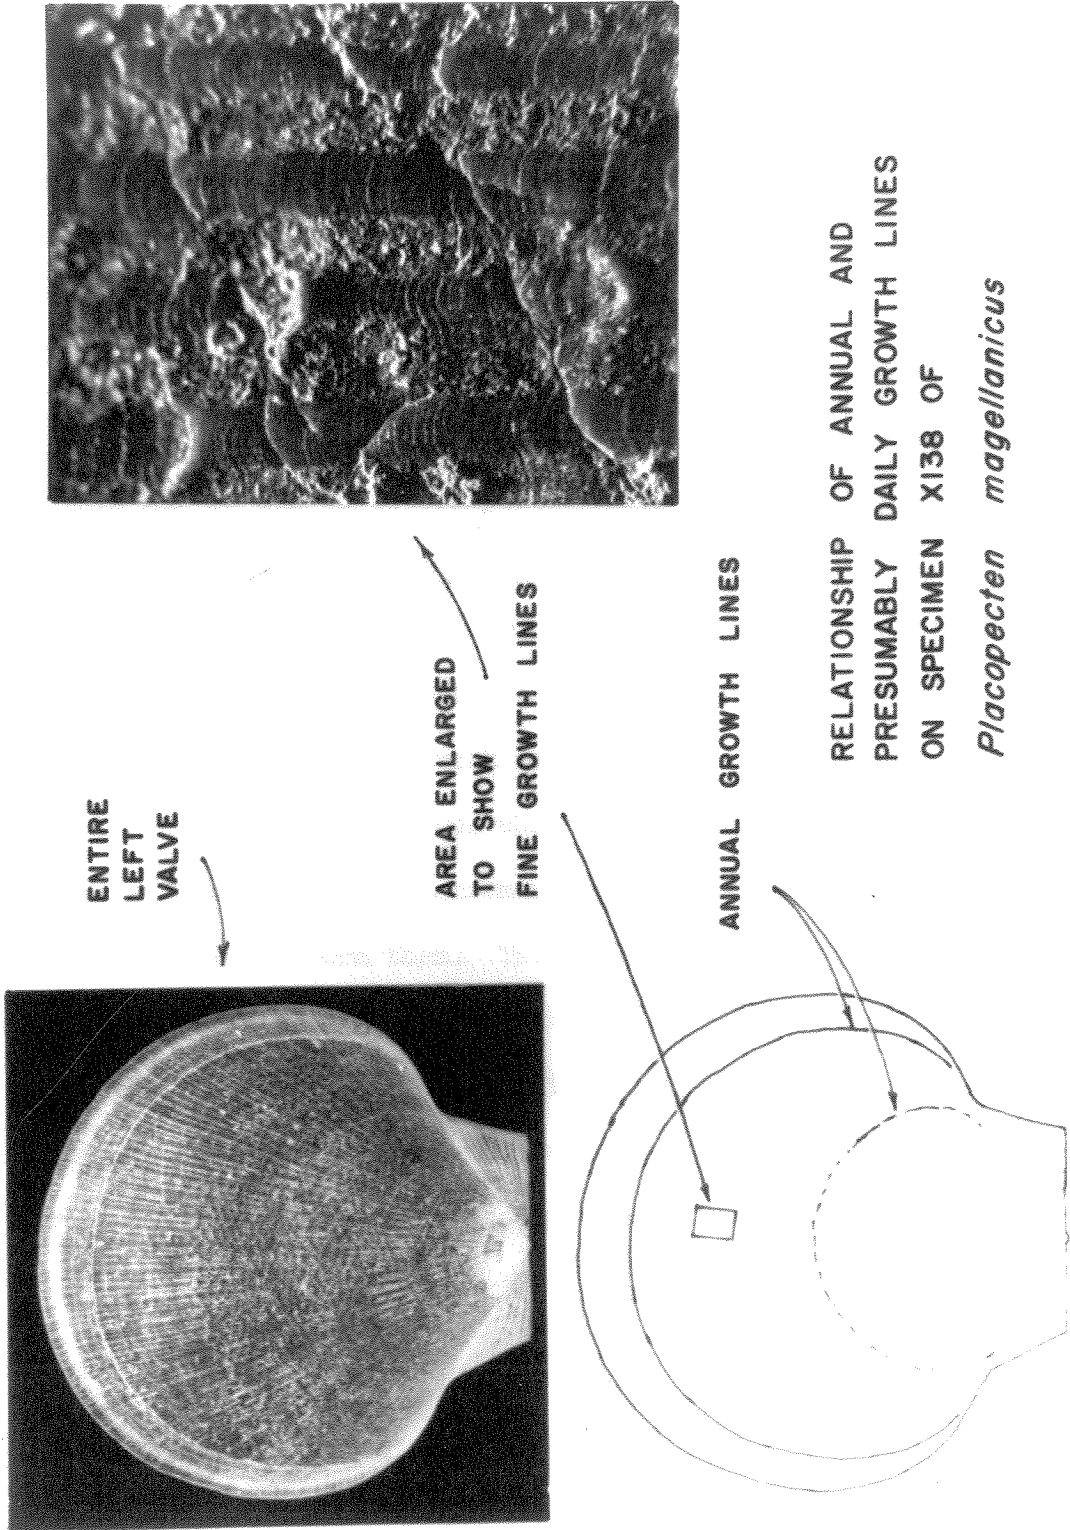 ENTIRE
LEFT
VALVE
AREA ENLARGED
TO SHOW
FINE GROWTH LINES
ANNUAL GROWTH LINES
RELATIONSHIP OF ANNUAL AND
PRESUMABLY DAILY GROWTH LINES
ON SPECIMEN X1138 OF
Placopecten magellanicus